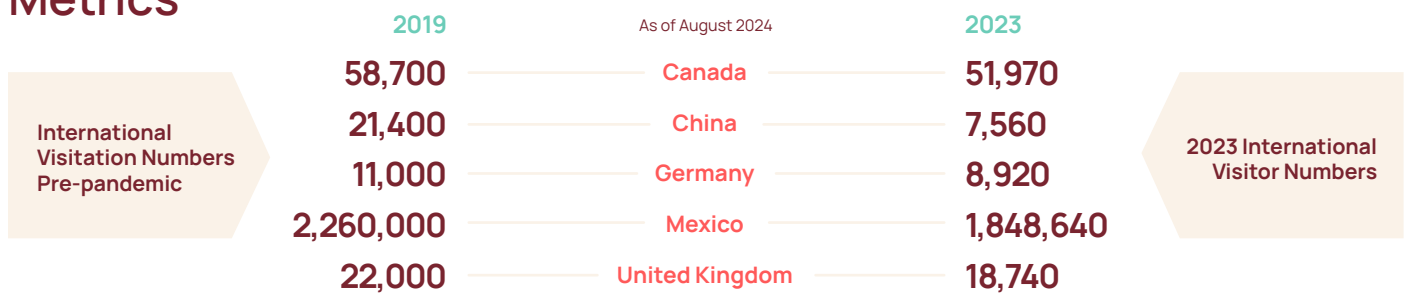 Metrics
2019 As of August 2024 2023
58,700 Canada 51,970
21,400 China 7,560
International
Visitation Numbers
Pre-pandemic
11,000 Germany 8,920
2,260,000 Mexico 1,848,640
22,000 United Kingdom 18,740
2023 International
Visitor Numbers